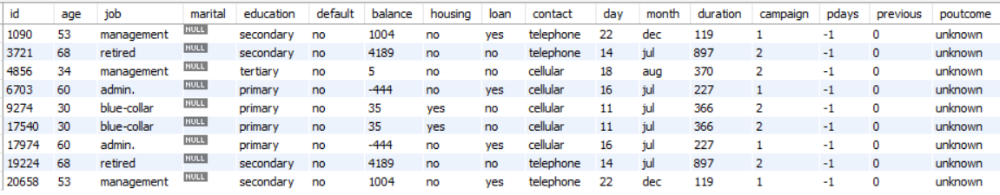 id age job marital education default balance housing loan contact day month duration campaign pdays previous poutcome
1090 53 management NULL secondary no 1004 no yes telephone 22 dec 119 1 -1 0 unknown
3721 68 retired NULL secondary no 4189 no no telephone 14 jul 897 2 -1 0 unknown
4856 34 management NULL tertiary no 5 no no cellular 18 aug 370 2 -1 0 unknown
6703 60 admin. NULL primary no -444 no yes cellular 16 jul 227 1 -1 0 unknown
9274 30 blue-collar NULL primary no 35 yes no cellular 11 jul 366 2 -1 0 unknown
17540 30 blue-collar NULL primary no 35 yes no cellular 11 jul 366 2 -1 0 unknown
17974 60 admin. NULL primary no -444 no yes cellular 16 jul 227 1 -1 0 unknown
19224 68 retired NULL secondary no 4189 no no telephone 14 jul 897 2 -1 0 unknown
20658 53 management NULL secondary no 1004 no yes telephone 22 dec 119 1 -1 0 unknown